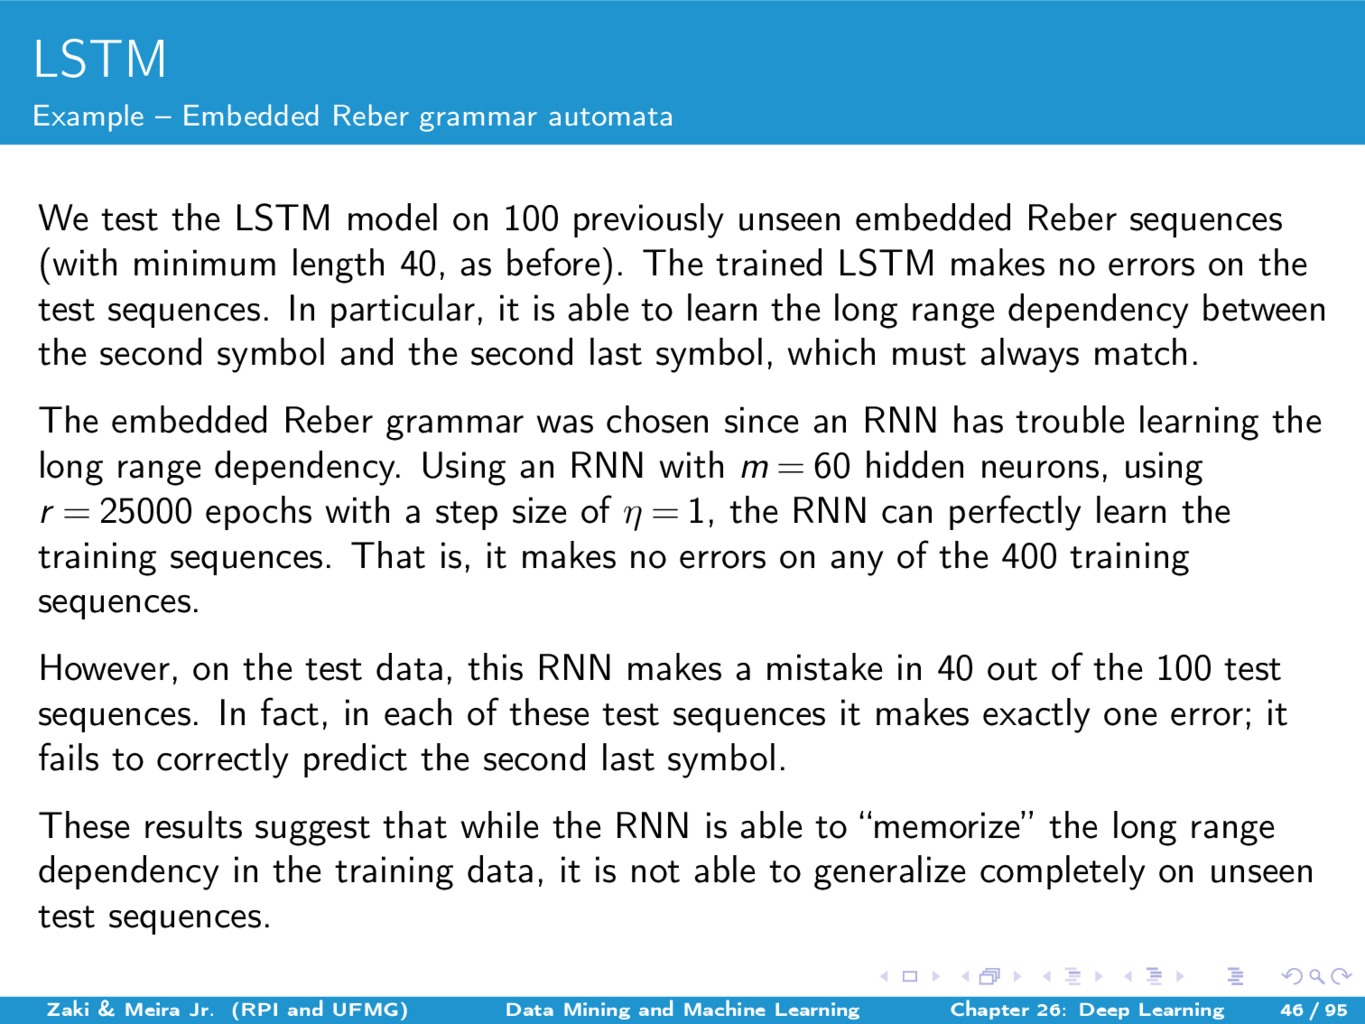 LSTM
Example – Embedded Reber grammar automata
We test the LSTM model on 100 previously unseen embedded Reber sequences
(with minimum length 40, as before). The trained LSTM makes no errors on the
test sequences. In particular, it is able to learn the long range dependency between
the second symbol and the second last symbol, which must always match.
The embedded Reber grammar was chosen since an RNN has trouble learning the
long range dependency. Using an RNN with m = 60 hidden neurons, using
r = 25000 epochs with a step size of η = 1, the RNN can perfectly learn the
training sequences. That is, it makes no errors on any of the 400 training
sequences.
However, on the test data, this RNN makes a mistake in 40 out of the 100 test
sequences. In fact, in each of these test sequences it makes exactly one error; it
fails to correctly predict the second last symbol.
These results suggest that while the RNN is able to “memorize” the long range
dependency in the training data, it is not able to generalize completely on unseen
test sequences.
Zaki & Meira Jr. (RPI and UFMG) Data Mining and Machine Learning Chapter 26: Deep Learning 46 / 95